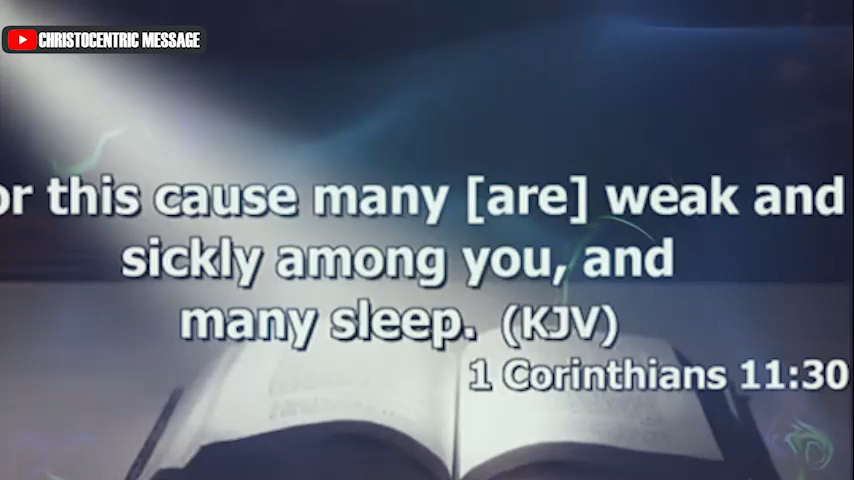 CHRISTOCENTRIC MESSAGE
or this cause many [are] weak and
sickly among you, and
many sleep. (KJV)
1 Corinthians 11:30